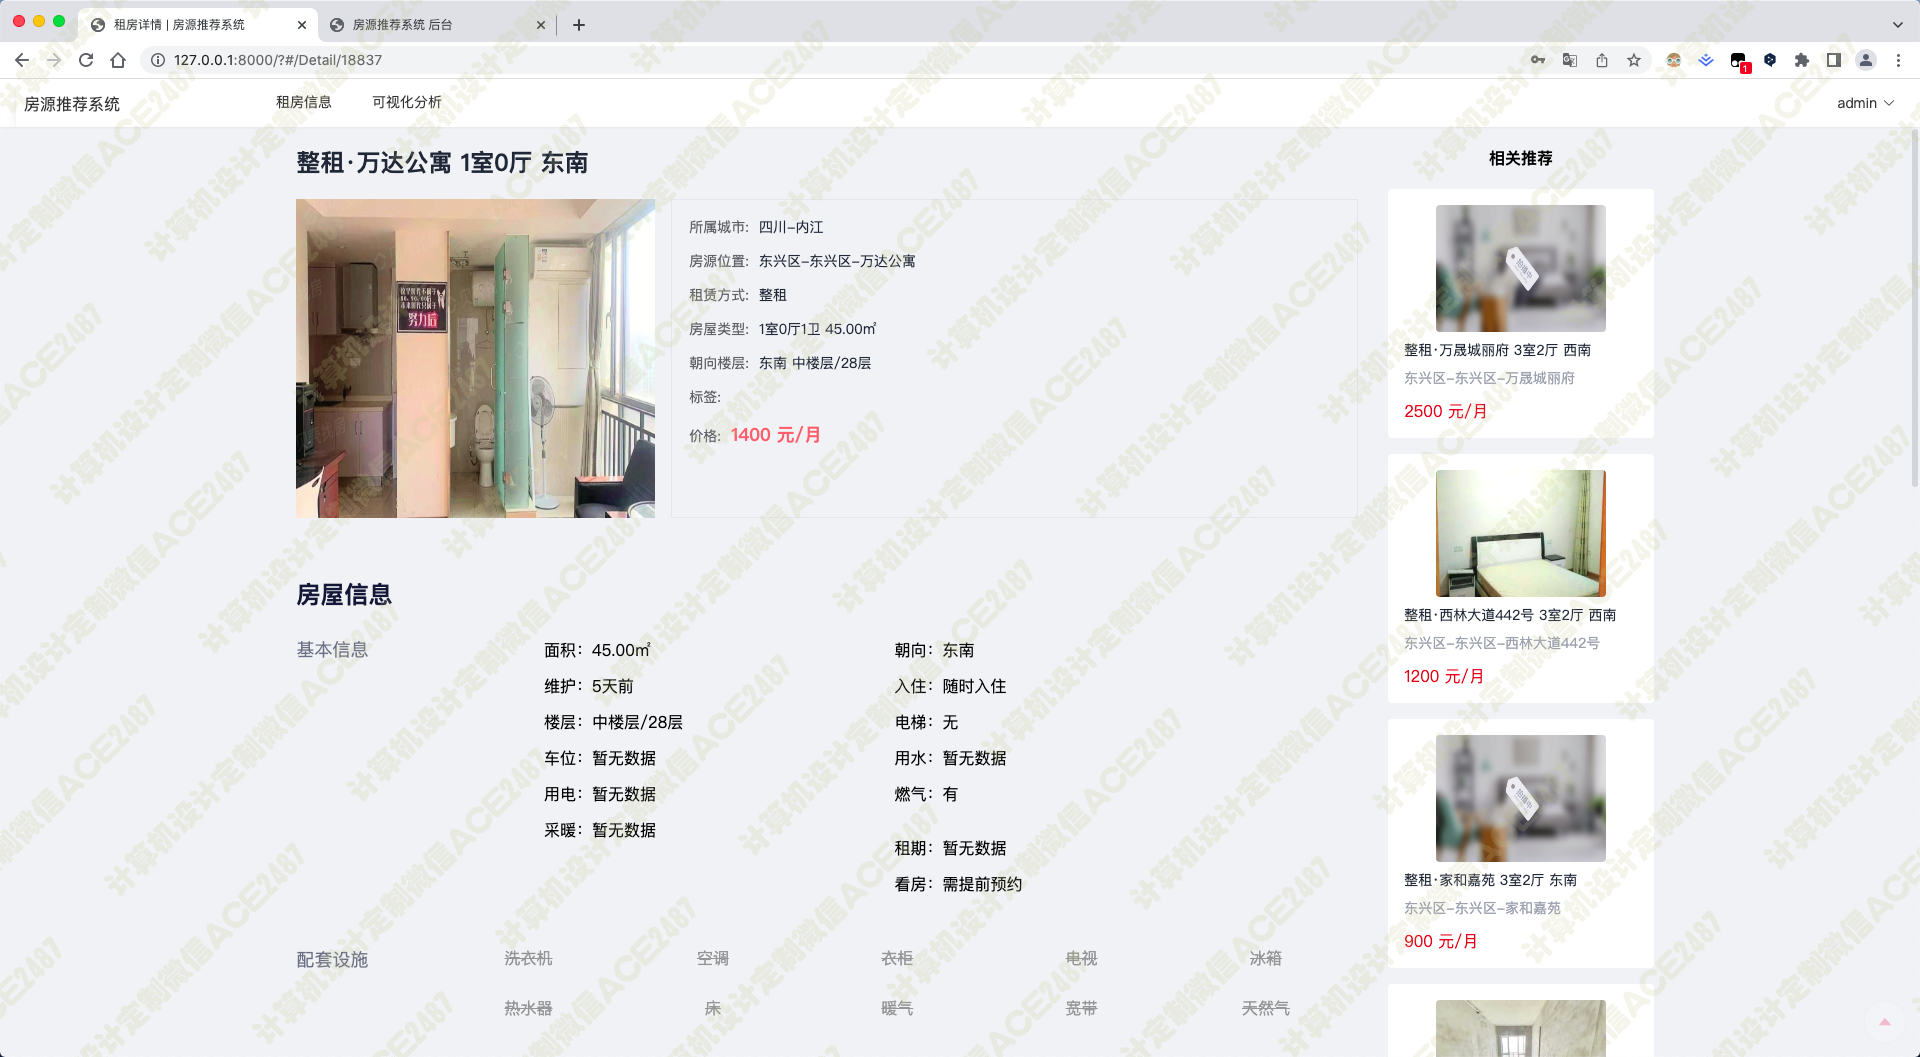 租房详情 | 房源推荐系统
房源推荐系统 后台
127.0.0.1:8000/?#/Detail/18837
1
房源推荐系统
租房信息
可视化分析
admin
整租·万达公寓 1室0厅 东南
努力后
所属城市: 四川-内江
房源位置: 东兴区-东兴区-万达公寓
租赁方式: 整租
房屋类型: 1室0厅1卫 45.00㎡
朝向楼层: 东南 中楼层/28层
标签:
价格: 1400 元/月
房屋信息
基本信息
面积：45.00㎡
朝向：东南
维护：5天前
入住：随时入住
楼层：中楼层/28层
电梯：无
车位：暂无数据
用水：暂无数据
用电：暂无数据
燃气：有
采暖：暂无数据
租期：暂无数据
看房：需提前预约
配套设施
洗衣机
空调
衣柜
电视
冰箱
热水器
床
暖气
宽带
天然气
相关推荐
拍摄中
整租·万晟城丽府 3室2厅 西南
东兴区-东兴区-万晟城丽府
2500 元/月
整租·西林大道442号 3室2厅 西南
东兴区-东兴区-西林大道442号
1200 元/月
拍摄中
整租·家和嘉苑 3室2厅 东南
东兴区-东兴区-家和嘉苑
900 元/月
计算机设计定制微信ACE2487